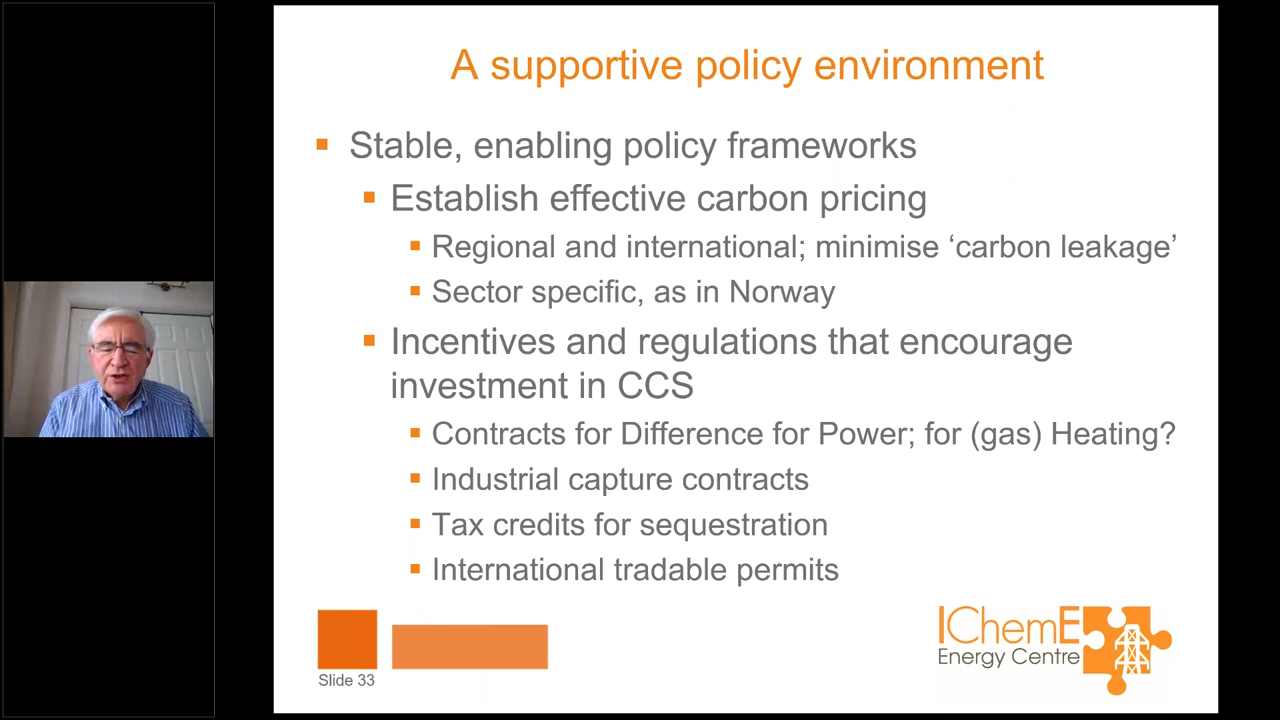 A supportive policy environment
Stable, enabling policy frameworks
Establish effective carbon pricing
Regional and international; minimise ‘carbon leakage’
Sector specific, as in Norway
Incentives and regulations that encourage
investment in CCS
Contracts for Difference for Power; for (gas) Heating?
Industrial capture contracts
Tax credits for sequestration
International tradable permits
IChemE
Energy Centre
Slide 33